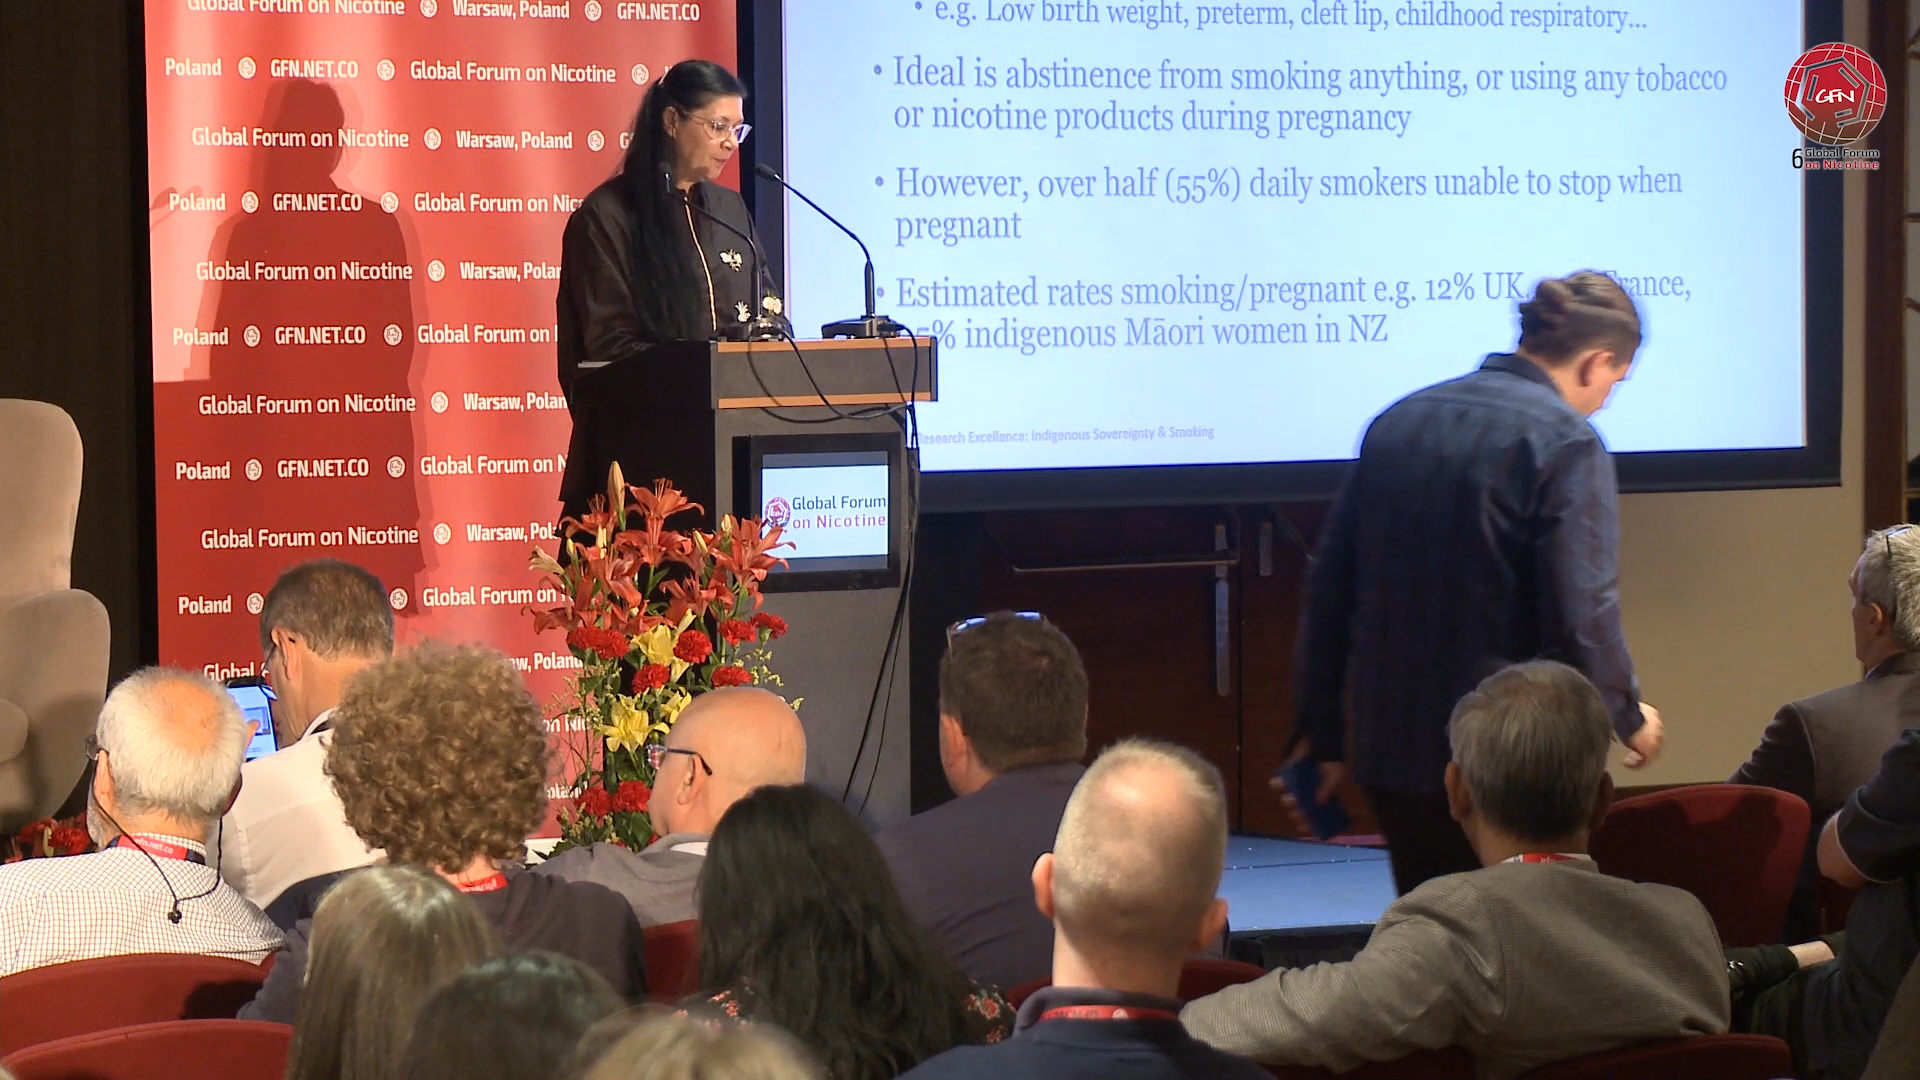 Global Forum on Nicotine Warsaw, Poland GFN.NET.CO
Poland GFN.NET.CO Global Forum on Nicotine
Global Forum on Nicotine Warsaw, Poland
Poland GFN.NET.CO Global Forum on
Global Forum on Nicotine Warsaw,
Poland GFN.NET.CO Global Forum on
Global Forum on Nicotine Warsaw,
Poland GFN.NET.CO Global Forum on
Global Forum on Nicotine Warsaw,
Poland Global Forum on
Poland
• e.g. Low birth weight, preterm, cleft lip, childhood respiratory...
• Ideal is abstinence from smoking anything, or using any tobacco
or nicotine products during pregnancy
• However, over half (55%) daily smokers unable to stop when
pregnant
• Estimated rates smoking/pregnant e.g. 12% UK,
indigenous Māori women in NZ
Excellence: Indigenous Sovereignty & Smoking
Global Forum
on Nicotine
GFN
6 Global Forum
on Nicotine
gfn.net.co